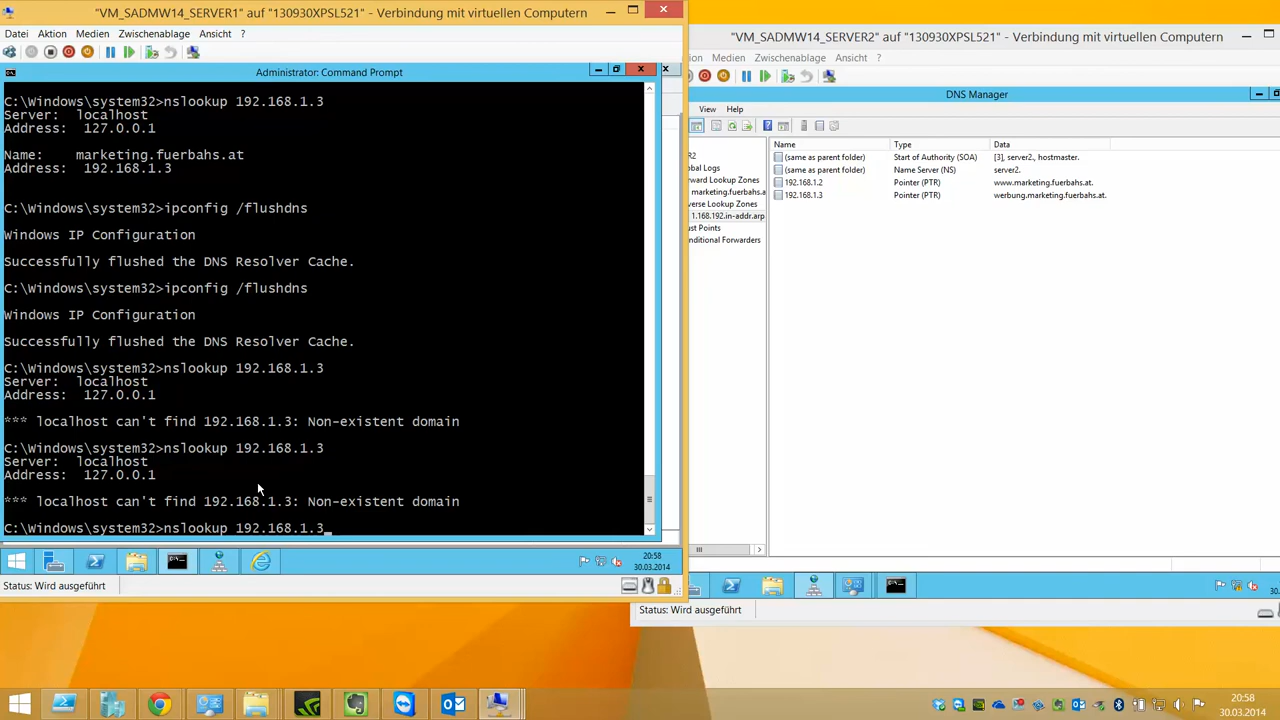 "VM_SADMW14_SERVER1" auf "130930XPSL521" - Verbindung mit virtuellen Computern
Datei Aktion Medien Zwischenablage Ansicht ?
Administrator: Command Prompt
C:\Windows\system32>nslookup 192.168.1.3
Server: localhost
Address: 127.0.0.1
Name: marketing.fuerbahs.at
Address: 192.168.1.3
C:\Windows\system32>ipconfig /flushdns
Windows IP Configuration
Successfully flushed the DNS Resolver Cache.
C:\Windows\system32>ipconfig /flushdns
Windows IP Configuration
Successfully flushed the DNS Resolver Cache.
C:\Windows\system32>nslookup 192.168.1.3
Server: localhost
Address: 127.0.0.1
*** localhost can't find 192.168.1.3: Non-existent domain
C:\Windows\system32>nslookup 192.168.1.3
Server: localhost
Address: 127.0.0.1
*** localhost can't find 192.168.1.3: Non-existent domain
C:\Windows\system32>nslookup 192.168.1.3_
20:58
30.03.2014
Status: Wird ausgeführt
"VM_SADMW14_SERVER2" auf "130930XPSL521" - Verbindung mit virtuellen Computern
ion Medien Zwischenablage Ansicht ?
DNS Manager
View Help
R2
obal Logs
rward Lookup Zones
marketing.fuerbahs.a
verse Lookup Zones
1.168.192.in-addr.arp
ust Points
onditional Forwarders
Name Type Data
(same as parent folder) Start of Authority (SOA) [3], server2., hostmaster.
(same as parent folder) Name Server (NS) server2.
192.168.1.2 Pointer (PTR) www.marketing.fuerbahs.at.
192.168.1.3 Pointer (PTR) werbung.marketing.fuerbahs.at.
30.
Status: Wird ausgeführt
20:58
30.03.2014